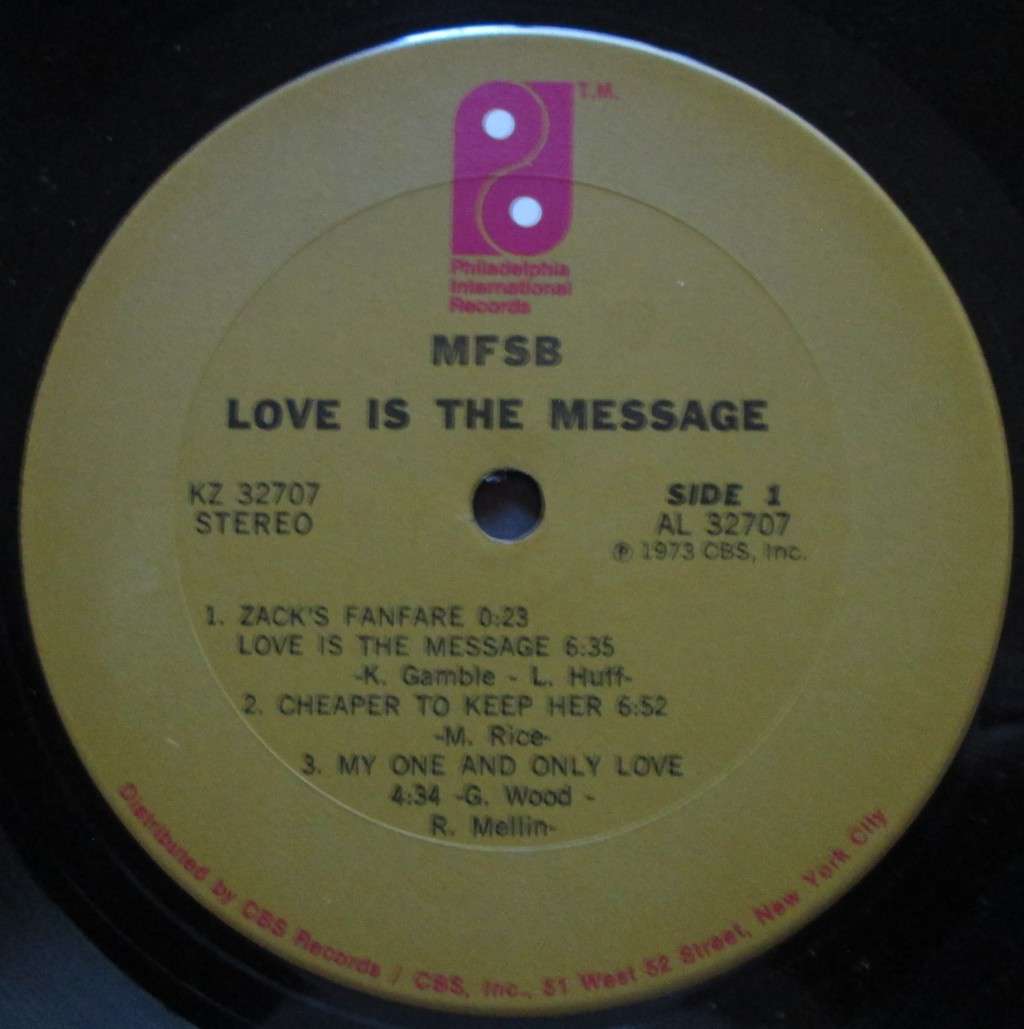 T.M.
Philadelphia
International
Records
MFSB
LOVE IS THE MESSAGE
KZ 32707
STEREO
SIDE 1
AL 32707
℗ 1973 CBS, Inc.
1. ZACK'S FANFARE 0:23
LOVE IS THE MESSAGE 6:35
-K. Gamble - L. Huff-
2. CHEAPER TO KEEP HER 6:52
-M. Rice-
3. MY ONE AND ONLY LOVE
4:34 -G. Wood -
R. Mellin-
Distributed by CBS Records / CBS, Inc., 51 West 52 Street, New York City